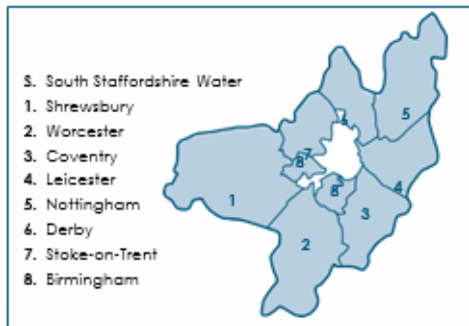 S. South Staffordshire Water
1 Shrewsbury
2 Worcester
3 Coventry
4 Leicester
5. Nottingham
6. Derby
7. Stoke-on-Trent
8. Birmingham
6
5
7
8
S
8
4
1
3
2